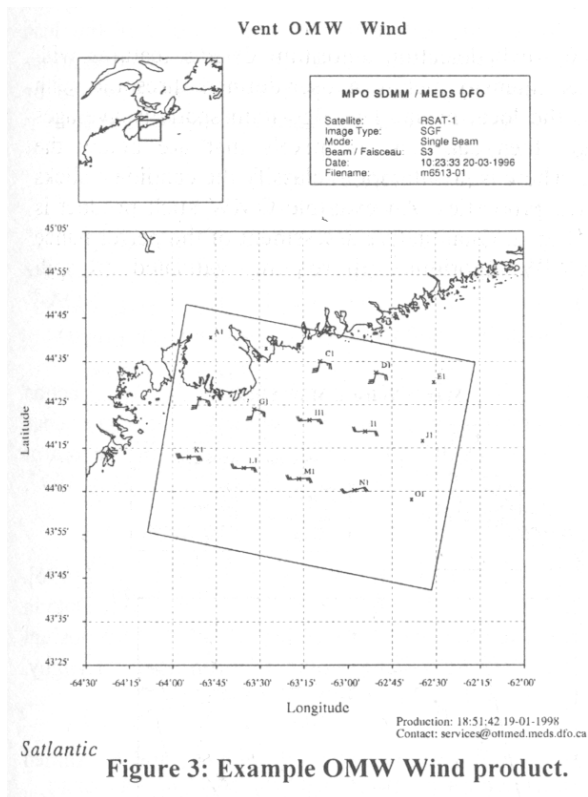 Vent OMW Wind
MPO SDMM / MEDS DFO
Satellite: RSAT-1
Image Type: SGF
Mode: Single Beam
Beam / Faisceau: S3
Date: 10 23:33 20-03-1996
Filename: m6513-01
45°05'
44°55'
44°45'
44°35'
44°25'
44°15'
44°05'
43°55'
43°45'
43°35'
43°25'
Latitude
A1
C1
D1
E1
G1
H1
I1
J1
K1
L1
M1
N1
O1
-64°30' -64°15' -64°00' -63°45' -63°30' -63°15' -63°00' -62°45' -62°30' -62°15' -62°00'
Longitude
Production: 18:51:42 19-01-1998
Contact: services@ottmed.meds.dfo.ca
Satlantic
Figure 3: Example OMW Wind product.